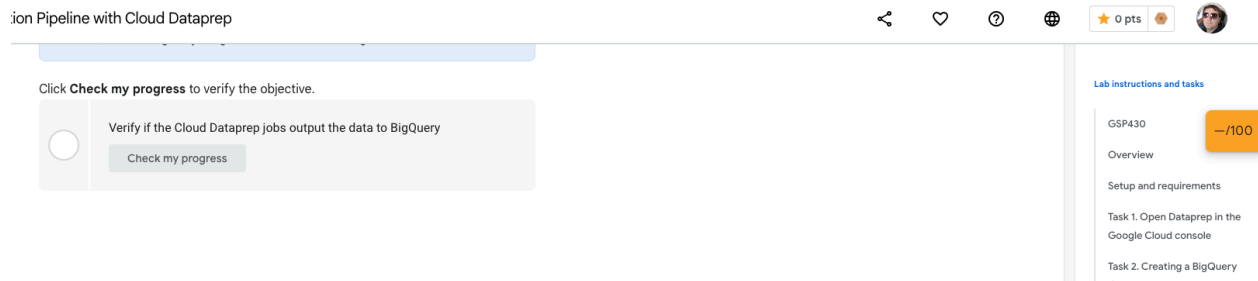 tion Pipeline with Cloud Dataprep
0 pts
Click Check my progress to verify the objective.
Verify if the Cloud Dataprep jobs output the data to BigQuery
Check my progress
Lab instructions and tasks
GSP430
—/100
Overview
Setup and requirements
Task 1. Open Dataprep in the
Google Cloud console
Task 2. Creating a BigQuery